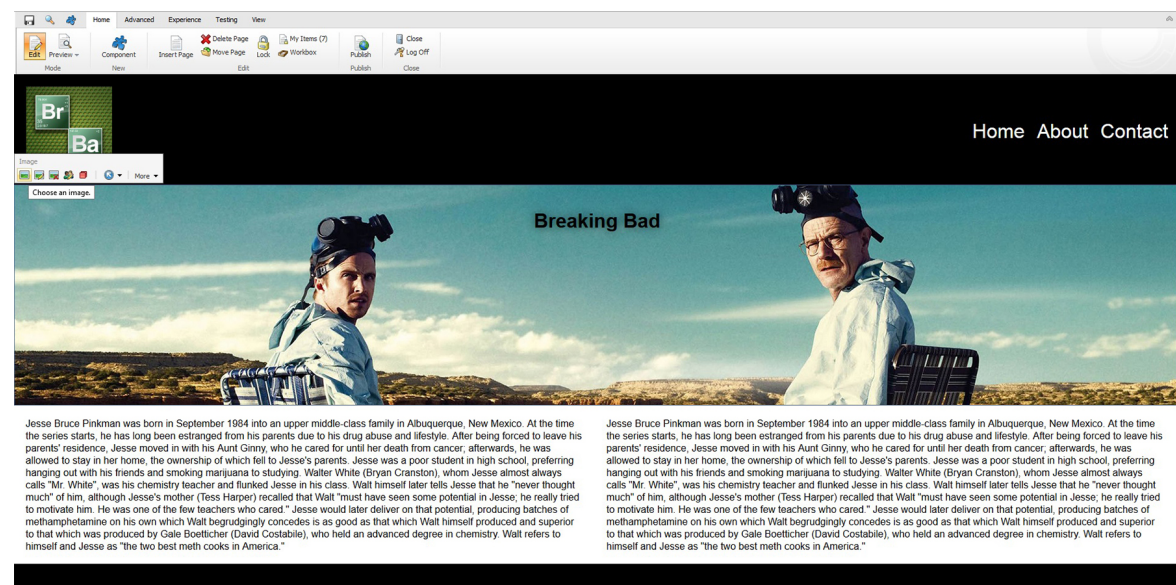 Home Advanced Experience Testing View
Edit Preview Component Insert Page Delete Page Move Page Lock My Items (7) Workbox Publish Close Log Off
Mode New Edit Publish Close
Br
Ba
Home About Contact
Image
More
Choose an image.
Breaking Bad
Jesse Bruce Pinkman was born in September 1984 into an upper middle-class family in Albuquerque, New Mexico. At the time
the series starts, he has long been estranged from his parents due to his drug abuse and lifestyle. After being forced to leave his
parents' residence, Jesse moved in with his Aunt Ginny, who he cared for until her death from cancer; afterwards, he was
allowed to stay in her home, the ownership of which fell to Jesse's parents. Jesse was a poor student in high school, preferring
hanging out with his friends and smoking marijuana to studying. Walter White (Bryan Cranston), whom Jesse almost always
calls "Mr. White", was his chemistry teacher and flunked Jesse in his class. Walt himself later tells Jesse that he "never thought
much" of him, although Jesse's mother (Tess Harper) recalled that Walt "must have seen some potential in Jesse; he really tried
to motivate him. He was one of the few teachers who cared." Jesse would later deliver on that potential, producing batches of
methamphetamine on his own which Walt begrudgingly concedes is as good as that which Walt himself produced and superior
to that which was produced by Gale Boetticher (David Costabile), who held an advanced degree in chemistry. Walt refers to
himself and Jesse as "the two best meth cooks in America."
Jesse Bruce Pinkman was born in September 1984 into an upper middle-class family in Albuquerque, New Mexico. At the time
the series starts, he has long been estranged from his parents due to his drug abuse and lifestyle. After being forced to leave his
parents' residence, Jesse moved in with his Aunt Ginny, who he cared for until her death from cancer; afterwards, he was
allowed to stay in her home, the ownership of which fell to Jesse's parents. Jesse was a poor student in high school, preferring
hanging out with his friends and smoking marijuana to studying. Walter White (Bryan Cranston), whom Jesse almost always
calls "Mr. White", was his chemistry teacher and flunked Jesse in his class. Walt himself later tells Jesse that he "never thought
much" of him, although Jesse's mother (Tess Harper) recalled that Walt "must have seen some potential in Jesse; he really tried
to motivate him. He was one of the few teachers who cared." Jesse would later deliver on that potential, producing batches of
methamphetamine on his own which Walt begrudgingly concedes is as good as that which Walt himself produced and superior
to that which was produced by Gale Boetticher (David Costabile), who held an advanced degree in chemistry. Walt refers to
himself and Jesse as "the two best meth cooks in America."